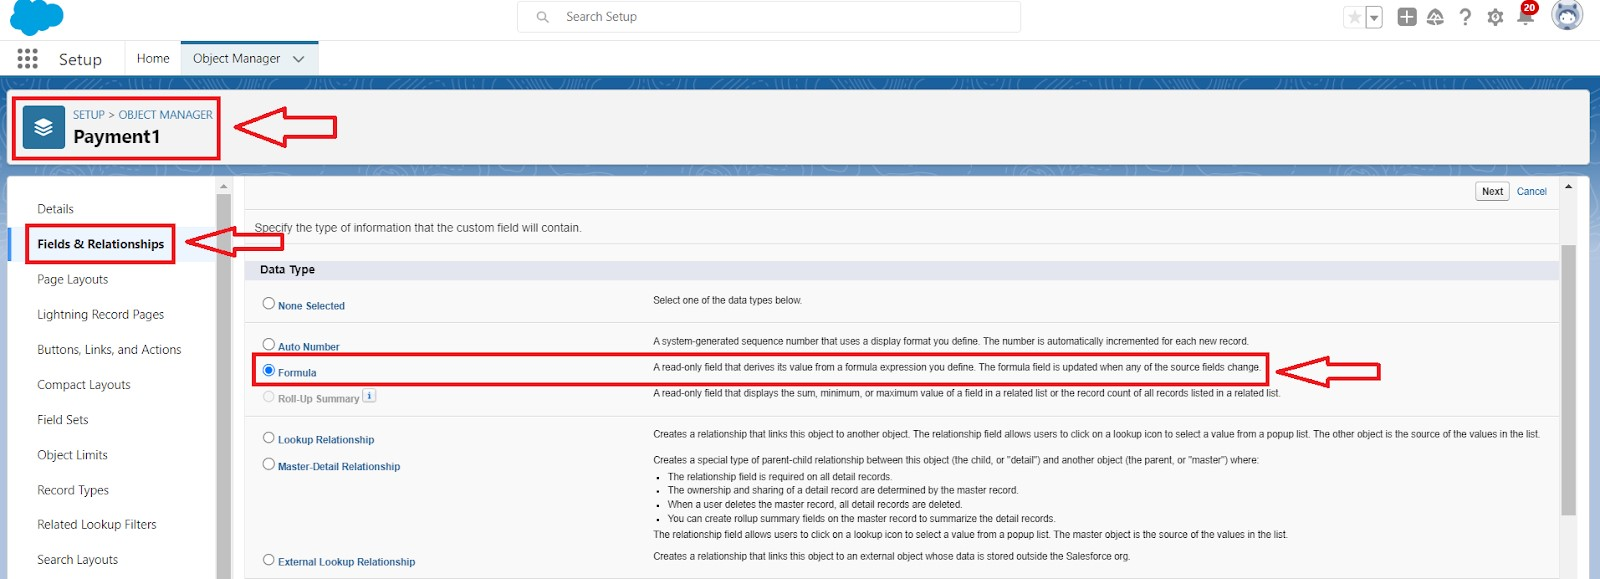 Search Setup
20
Setup
Home
Object Manager
SETUP > OBJECT MANAGER
Payment1
Details
Fields & Relationships
Page Layouts
Lightning Record Pages
Buttons, Links, and Actions
Compact Layouts
Field Sets
Object Limits
Record Types
Related Lookup Filters
Search Layouts
Next Cancel
Specify the type of information that the custom field will contain.
Data Type
None Selected Select one of the data types below.
Auto Number A system-generated sequence number that uses a display format you define. The number is automatically incremented for each new record.
Formula A read-only field that derives its value from a formula expression you define. The formula field is updated when any of the source fields change.
Roll-Up Summary i A read-only field that displays the sum, minimum, or maximum value of a field in a related list or the record count of all records listed in a related list.
Lookup Relationship Creates a relationship that links this object to another object. The relationship field allows users to click on a lookup icon to select a value from a popup list. The other object is the source of the values in the list.
Master-Detail Relationship Creates a special type of parent-child relationship between this object (the child, or "detail") and another object (the parent, or "master") where:
• The relationship field is required on all detail records.
• The ownership and sharing of a detail record are determined by the master record.
• When a user deletes the master record, all detail records are deleted.
• You can create rollup summary fields on the master record to summarize the detail records.
The relationship field allows users to click on a lookup icon to select a value from a popup list. The master object is the source of the values in the list.
External Lookup Relationship Creates a relationship that links this object to an external object whose data is stored outside the Salesforce org.